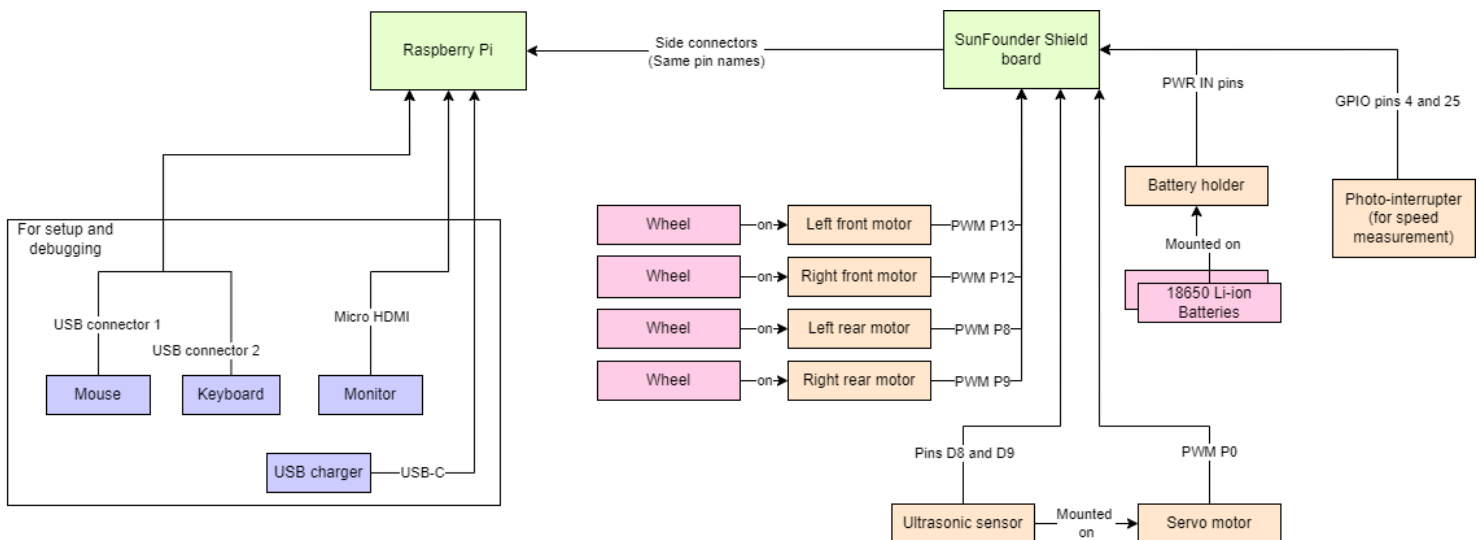 Raspberry Pi
Side connectors
(Same pin names)
SunFounder Shield
board
PWR IN pins
GPIO pins 4 and 25
Battery holder
Photo-interrupter
(for speed
measurement)
Mounted on
18650 Li-ion
Batteries
For setup and
debugging
Wheel
on
Left front motor
PWM P13
Wheel
on
Right front motor
PWM P12
Wheel
on
Left rear motor
PWM P8
Wheel
on
Right rear motor
PWM P9
USB connector 1
USB connector 2
Micro HDMI
Mouse
Keyboard
Monitor
USB charger
USB-C
Pins D8 and D9
PWM P0
Ultrasonic sensor
Mounted
on
Servo motor